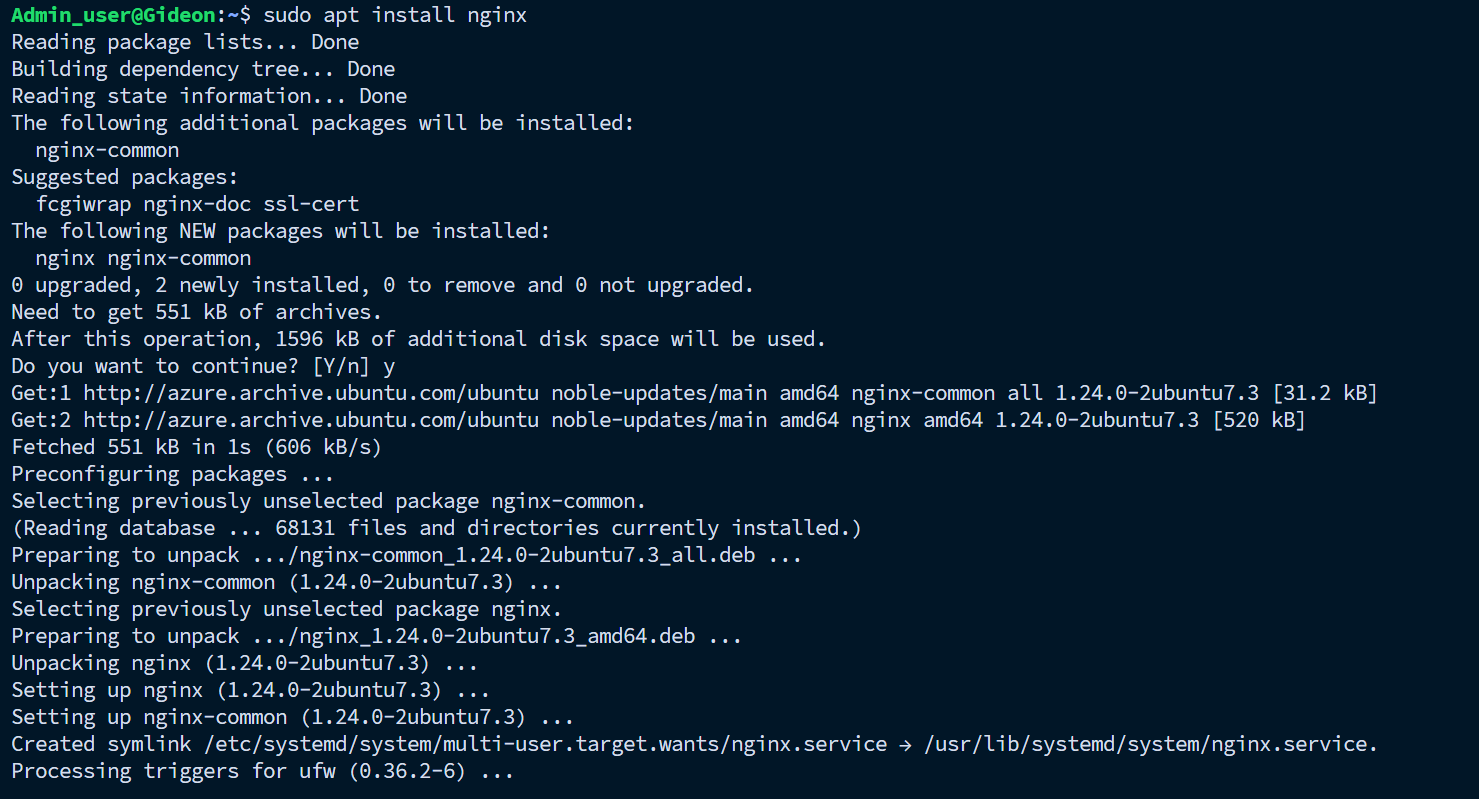 Admin_user@Gideon:~$ sudo apt install nginx
Reading package lists... Done
Building dependency tree... Done
Reading state information... Done
The following additional packages will be installed:
  nginx-common
Suggested packages:
  fcgiwrap nginx-doc ssl-cert
The following NEW packages will be installed:
  nginx nginx-common
0 upgraded, 2 newly installed, 0 to remove and 0 not upgraded.
Need to get 551 kB of archives.
After this operation, 1596 kB of additional disk space will be used.
Do you want to continue? [Y/n] y
Get:1 http://azure.archive.ubuntu.com/ubuntu noble-updates/main amd64 nginx-common all 1.24.0-2ubuntu7.3 [31.2 kB]
Get:2 http://azure.archive.ubuntu.com/ubuntu noble-updates/main amd64 nginx amd64 1.24.0-2ubuntu7.3 [520 kB]
Fetched 551 kB in 1s (606 kB/s)
Preconfiguring packages ...
Selecting previously unselected package nginx-common.
(Reading database ... 68131 files and directories currently installed.)
Preparing to unpack .../nginx-common_1.24.0-2ubuntu7.3_all.deb ...
Unpacking nginx-common (1.24.0-2ubuntu7.3) ...
Selecting previously unselected package nginx.
Preparing to unpack .../nginx_1.24.0-2ubuntu7.3_amd64.deb ...
Unpacking nginx (1.24.0-2ubuntu7.3) ...
Setting up nginx (1.24.0-2ubuntu7.3) ...
Setting up nginx-common (1.24.0-2ubuntu7.3) ...
Created symlink /etc/systemd/system/multi-user.target.wants/nginx.service → /usr/lib/systemd/system/nginx.service.
Processing triggers for ufw (0.36.2-6) ...